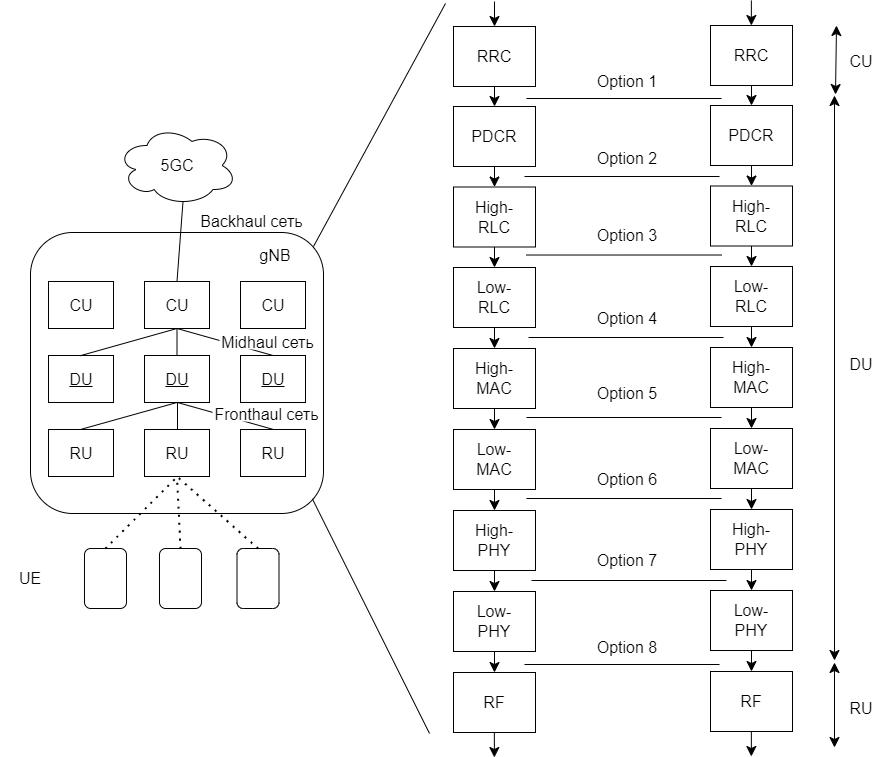 5GC
Backhaul сеть
gNB
CU
CU
CU
Midhaul сеть
DU
DU
DU
Fronthaul сеть
RU
RU
RU
UE
RRC
RRC
CU
Option 1
PDCR
PDCR
Option 2
High-
RLC
High-
RLC
Option 3
Low-
RLC
Low-
RLC
Option 4
High-
MAC
High-
MAC
DU
Option 5
Low-
MAC
Low-
MAC
Option 6
High-
PHY
High-
PHY
Option 7
Low-
PHY
Low-
PHY
Option 8
RF
RF
RU